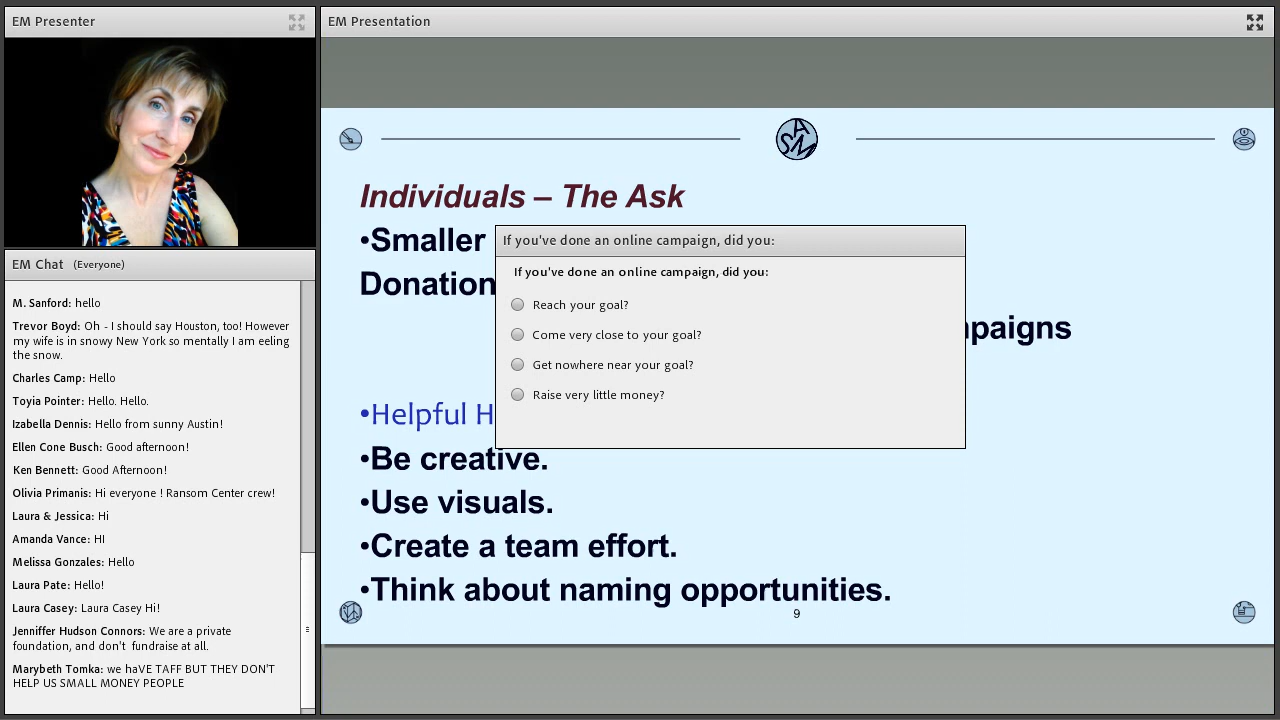 EM Presenter
EM Chat (Everyone)
M. Sanford: hello
Trevor Boyd: Oh - I should say Houston, too! However
my wife is in snowy New York so mentally I am eeling
the snow.
Charles Camp: Hello
Toyia Pointer: Hello. Hello.
Izabella Dennis: Hello from sunny Austin!
Ellen Cone Busch: Good afternoon!
Ken Bennett: Good Afternoon!
Olivia Primanis: Hi everyone ! Ransom Center crew!
Laura & Jessica: Hi
Amanda Vance: HI
Melissa Gonzales: Hello
Laura Pate: Hello!
Laura Casey: Laura Casey Hi!
Jenniffer Hudson Connors: We are a private
foundation, and don't fundraise at all.
Marybeth Tomka: we haVE TAFF BUT THEY DON'T
HELP US SMALL MONEY PEOPLE
EM Presentation
ASM
Individuals – The Ask
•Smaller
Donation
paigns
If you've done an online campaign, did you:
If you've done an online campaign, did you:
Reach your goal?
Come very close to your goal?
Get nowhere near your goal?
Raise very little money?
•Helpful H
•Be creative.
•Use visuals.
•Create a team effort.
•Think about naming opportunities.
9